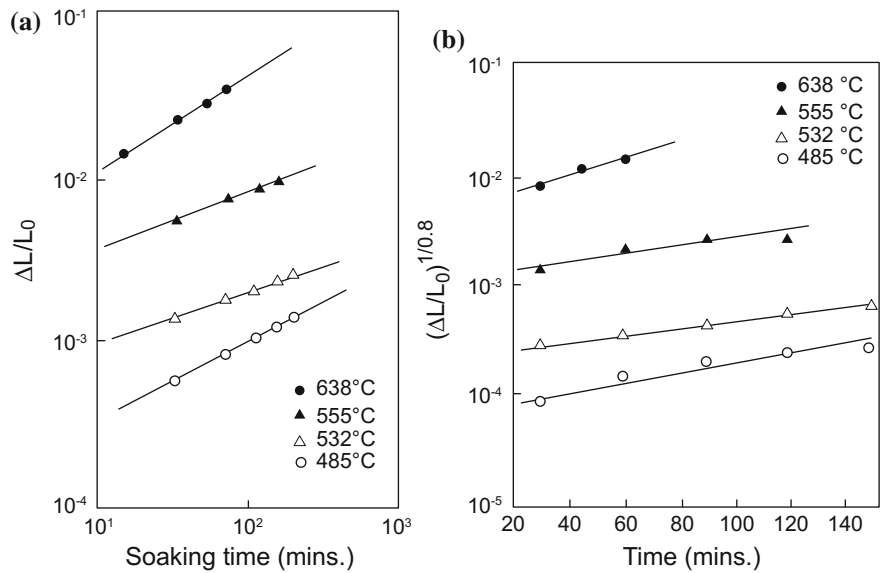 (a)
10^-1
10^-2
10^-3
10^-4
ΔL/L₀
10^1
10^2
10^3
Soaking time (mins.)
638°C
555°C
532°C
485°C
(b)
10^-1
10^-2
10^-3
10^-4
10^-5
(ΔL/L₀)^1/0.8
20
40
60
80
100
120
140
Time (mins.)
638 °C
555 °C
532 °C
485 °C